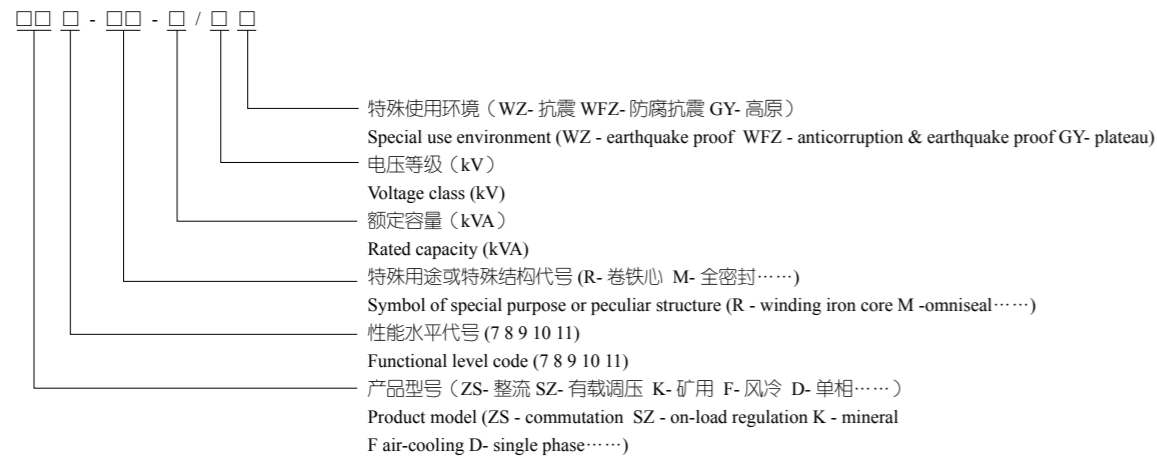 □□ □ - □□ - □ / □ □
特殊使用环境（WZ- 抗震 WFZ- 防腐抗震 GY- 高原）
Special use environment (WZ - earthquake proof WFZ - anticorruption & earthquake proof GY- plateau)
电压等级（kV）
Voltage class (kV)
额定容量（kVA）
Rated capacity (kVA)
特殊用途或特殊结构代号 (R- 卷铁心 M- 全密封……)
Symbol of special purpose or peculiar structure (R - winding iron core M -omniseal……)
性能水平代号 (7 8 9 10 11)
Functional level code (7 8 9 10 11)
产品型号（ZS- 整流 SZ- 有载调压 K- 矿用 F- 风冷 D- 单相……）
Product model (ZS - commutation SZ - on-load regulation K - mineral
F air-cooling D- single phase……)